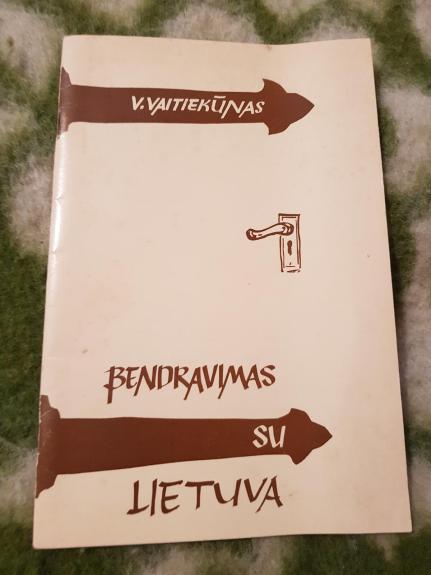 V. VAITIEKŪNAS
BENDRAVIMAS
SU
LIETUVA